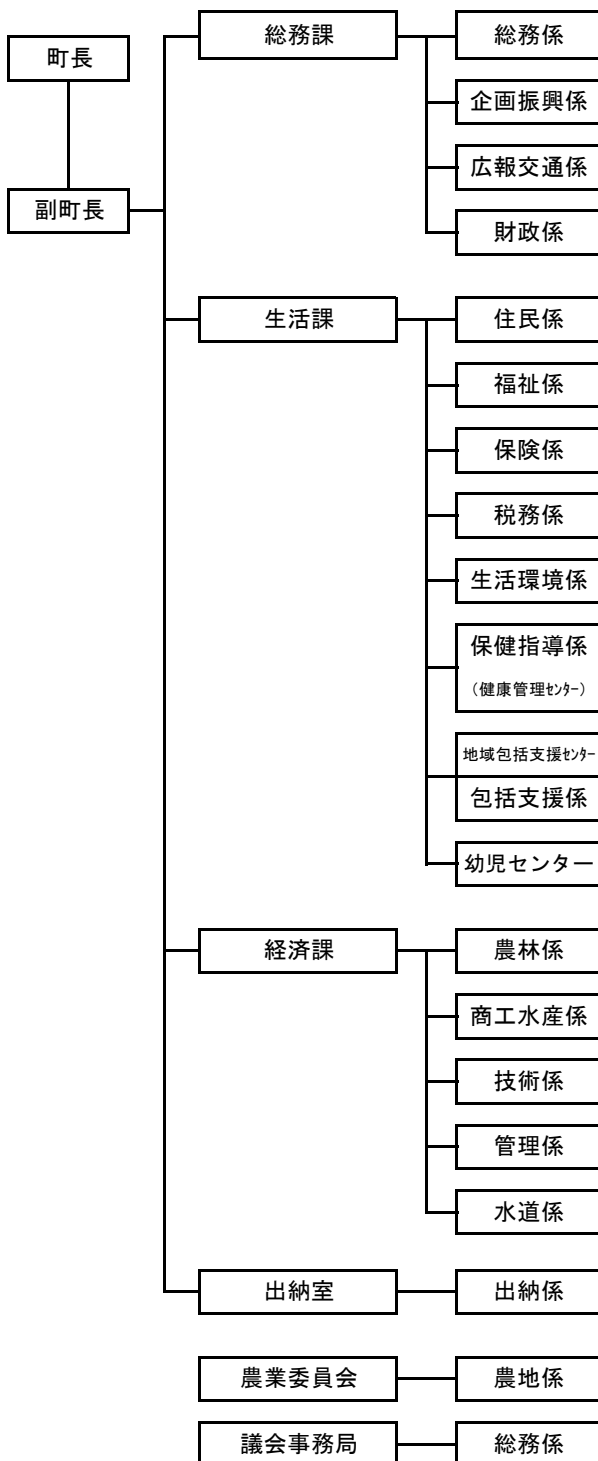 町長
副町長
総務課
総務係
企画振興係
広報交通係
財政係
生活課
住民係
福祉係
保険係
税務係
生活環境係
保健指導係
（健康管理ｾﾝﾀｰ）
地域包括支援ｾﾝﾀｰ
包括支援係
幼児センター
経済課
農林係
商工水産係
技術係
管理係
水道係
出納室
出納係
農業委員会
農地係
議会事務局
総務係